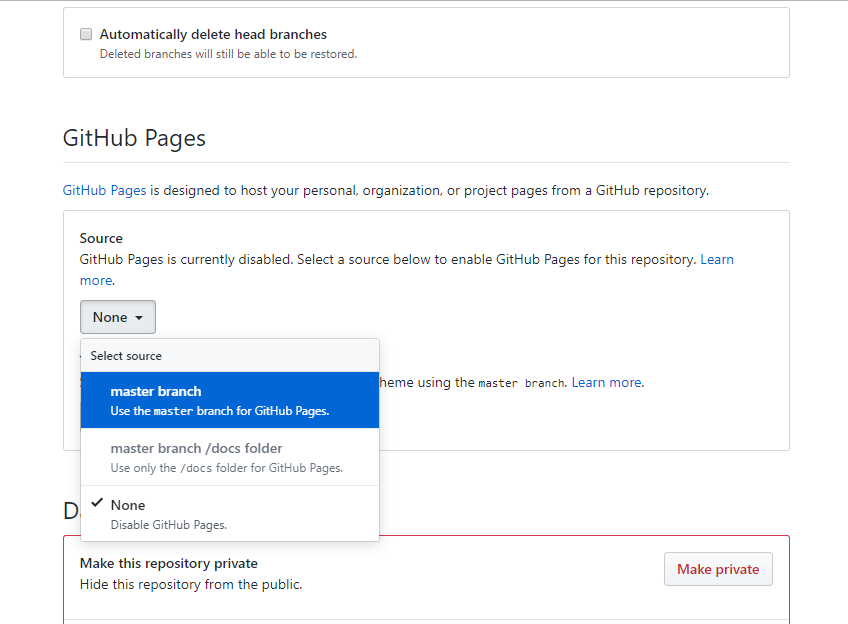 Automatically delete head branches
Deleted branches will still be able to be restored.
GitHub Pages
GitHub Pages is designed to host your personal, organization, or project pages from a GitHub repository.
Source
GitHub Pages is currently disabled. Select a source below to enable GitHub Pages for this repository. Learn
more.
None
Select source
master branch
Use the master branch for GitHub Pages.
heme using the master branch. Learn more.
master branch /docs folder
Use only the /docs folder for GitHub Pages.
None
Disable GitHub Pages.
Make this repository private
Hide this repository from the public.
Make private